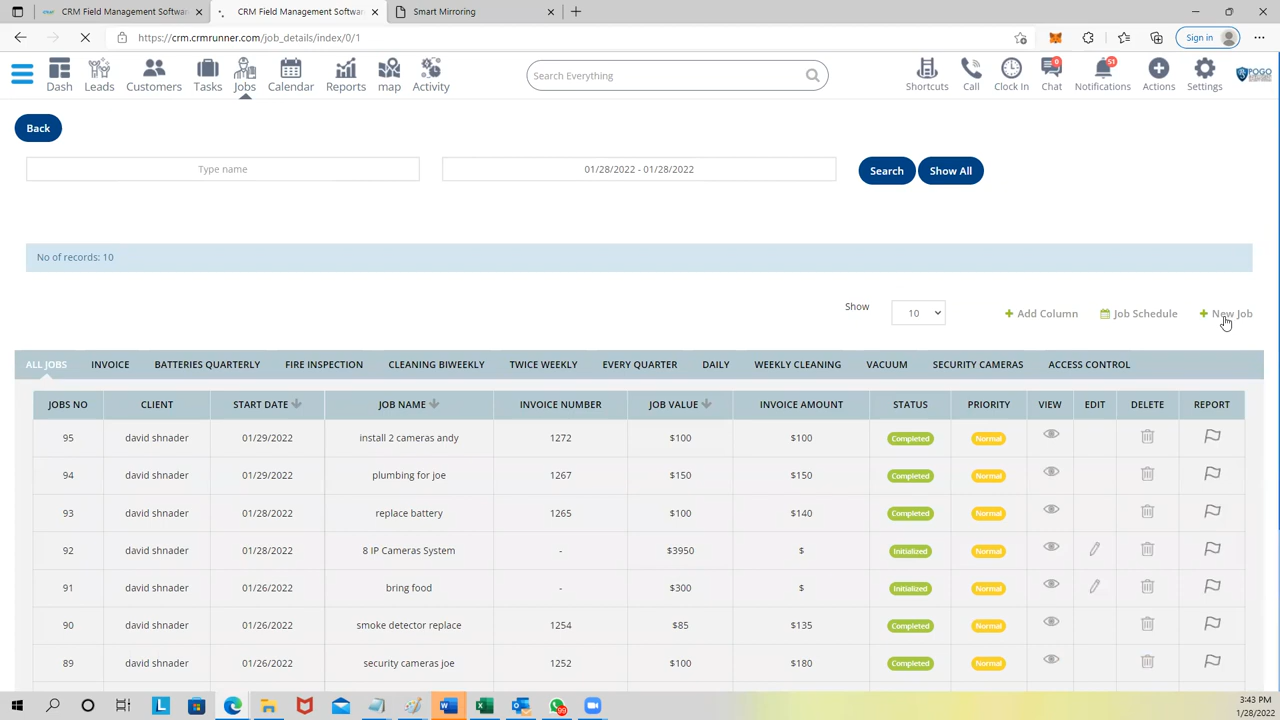 CRM Field Management Softwar
CRM Field Management Softwar
Smart Mirroring
https://crm.crmrunner.com/job_details/index/0/1
Sign in
Dash
Leads
Customers
Tasks
Jobs
Calendar
Reports
map
Activity
Search Everything
Shortcuts
Call
Clock In
0
Chat
51
Notifications
Actions
Settings
POGO
Back
Type name
01/28/2022 - 01/28/2022
Search
Show All
No of records: 10
Show
10
Add Column
Job Schedule
New Job
ALL JOBS INVOICE BATTERIES QUARTERLY FIRE INSPECTION CLEANING BIWEEKLY TWICE WEEKLY EVERY QUARTER DAILY WEEKLY CLEANING VACUUM SECURITY CAMERAS ACCESS CONTROL
JOBS NO CLIENT START DATE JOB NAME INVOICE NUMBER JOB VALUE INVOICE AMOUNT STATUS PRIORITY VIEW EDIT DELETE REPORT
95 david shnader 01/29/2022 install 2 cameras andy 1272 $100 $100 Completed Normal
94 david shnader 01/29/2022 plumbing for joe 1267 $150 $150 Completed Normal
93 david shnader 01/28/2022 replace battery 1265 $100 $140 Completed Normal
92 david shnader 01/28/2022 8 IP Cameras System - $3950 $ Initialized Normal
91 david shnader 01/26/2022 bring food - $300 $ Initialized Normal
90 david shnader 01/26/2022 smoke detector replace 1254 $85 $135 Completed Normal
89 david shnader 01/26/2022 security cameras joe 1252 $100 $180 Completed Normal
3:43 PM
1/28/2022